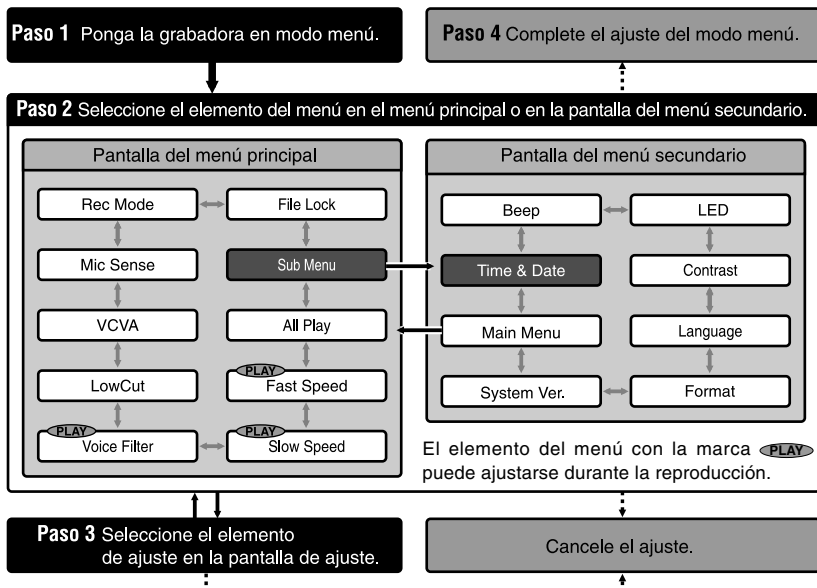 Paso 1 Ponga la grabadora en modo menú.
Paso 4 Complete el ajuste del modo menú.
Paso 2 Seleccione el elemento del menú en el menú principal o en la pantalla del menú secundario.
Pantalla del menú principal
Rec Mode
File Lock
Mic Sense
Sub Menu
VCVA
All Play
LowCut
PLAY
Fast Speed
PLAY
Voice Filter
PLAY
Slow Speed
Pantalla del menú secundario
Beep
LED
Time & Date
Contrast
Main Menu
Language
System Ver.
Format
El elemento del menú con la marca PLAY
puede ajustarse durante la reproducción.
Paso 3 Seleccione el elemento
de ajuste en la pantalla de ajuste.
Cancele el ajuste.